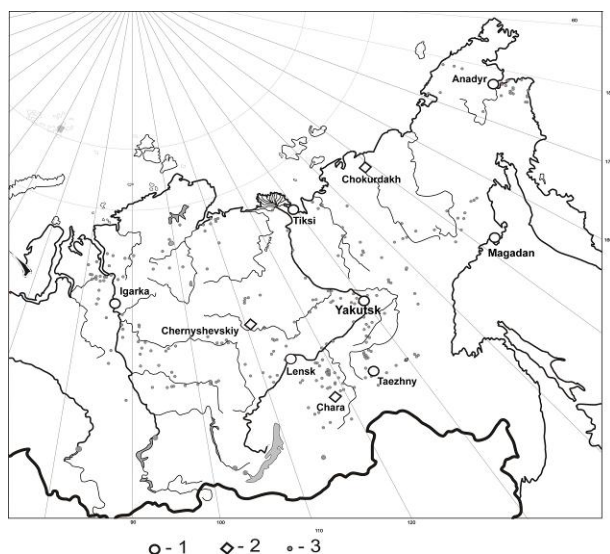 Anadyr
Chokurdakh
Tiksi
Magadan
Igarka
Yakutsk
Chernyshevskiy
Lensk
Taezhny
Chara
90
100
110
120
- 1
- 2
- 3